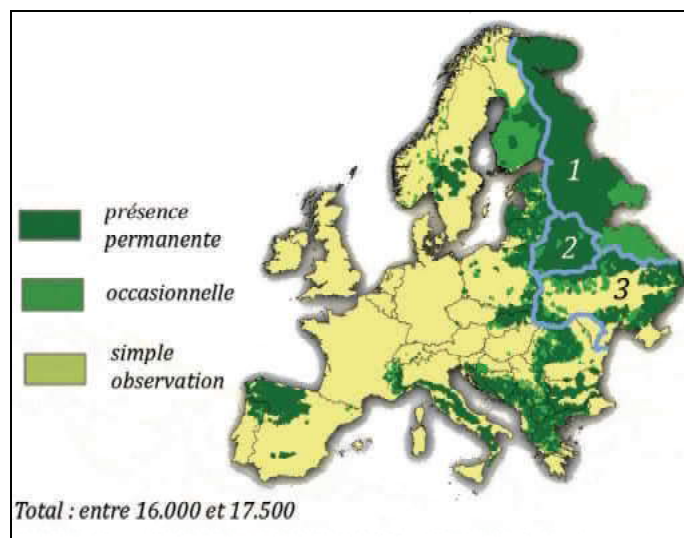 présence
permanente
occasionnelle
simple
observation
1
2
3
Total : entre 16.000 et 17.500